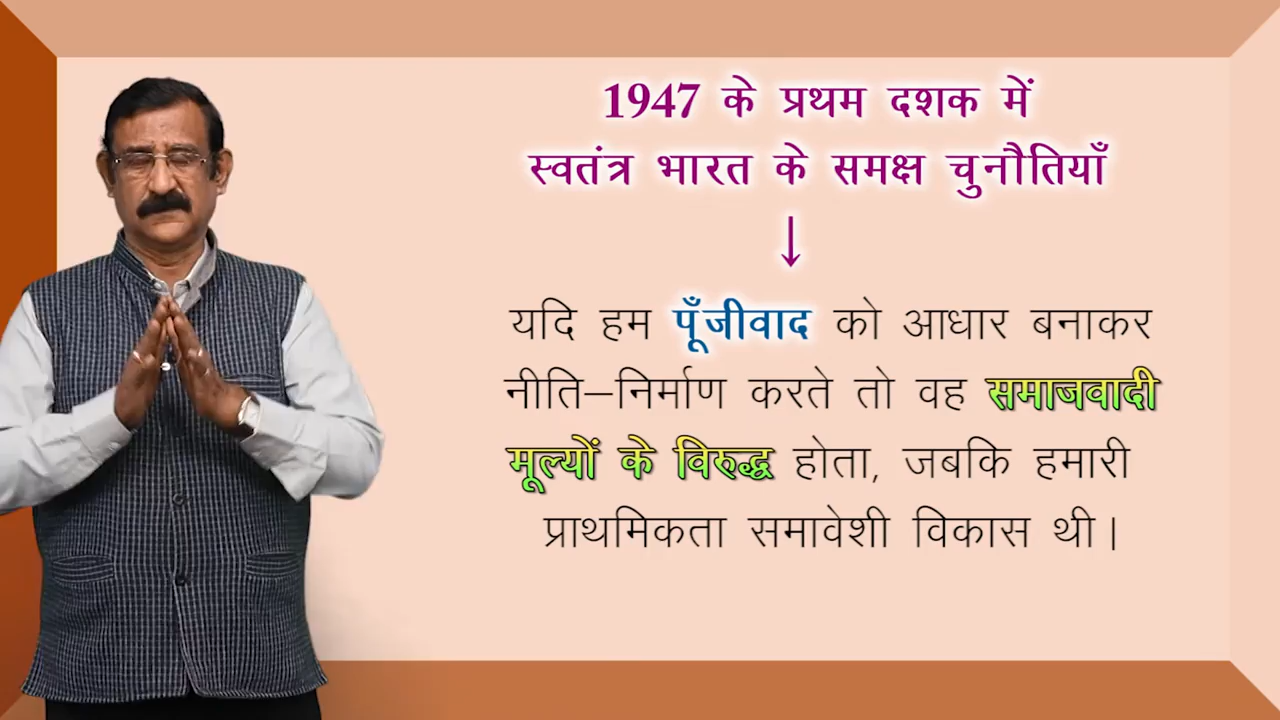 1947 के प्रथम दशक में
स्वतंत्र भारत के समक्ष चुनौतियाँ
↓
यदि हम पूँजीवाद को आधार बनाकर
नीति–निर्माण करते तो वह समाजवादी
मूल्यों के विरुद्ध होता, जबकि हमारी
प्राथमिकता समावेशी विकास थी।